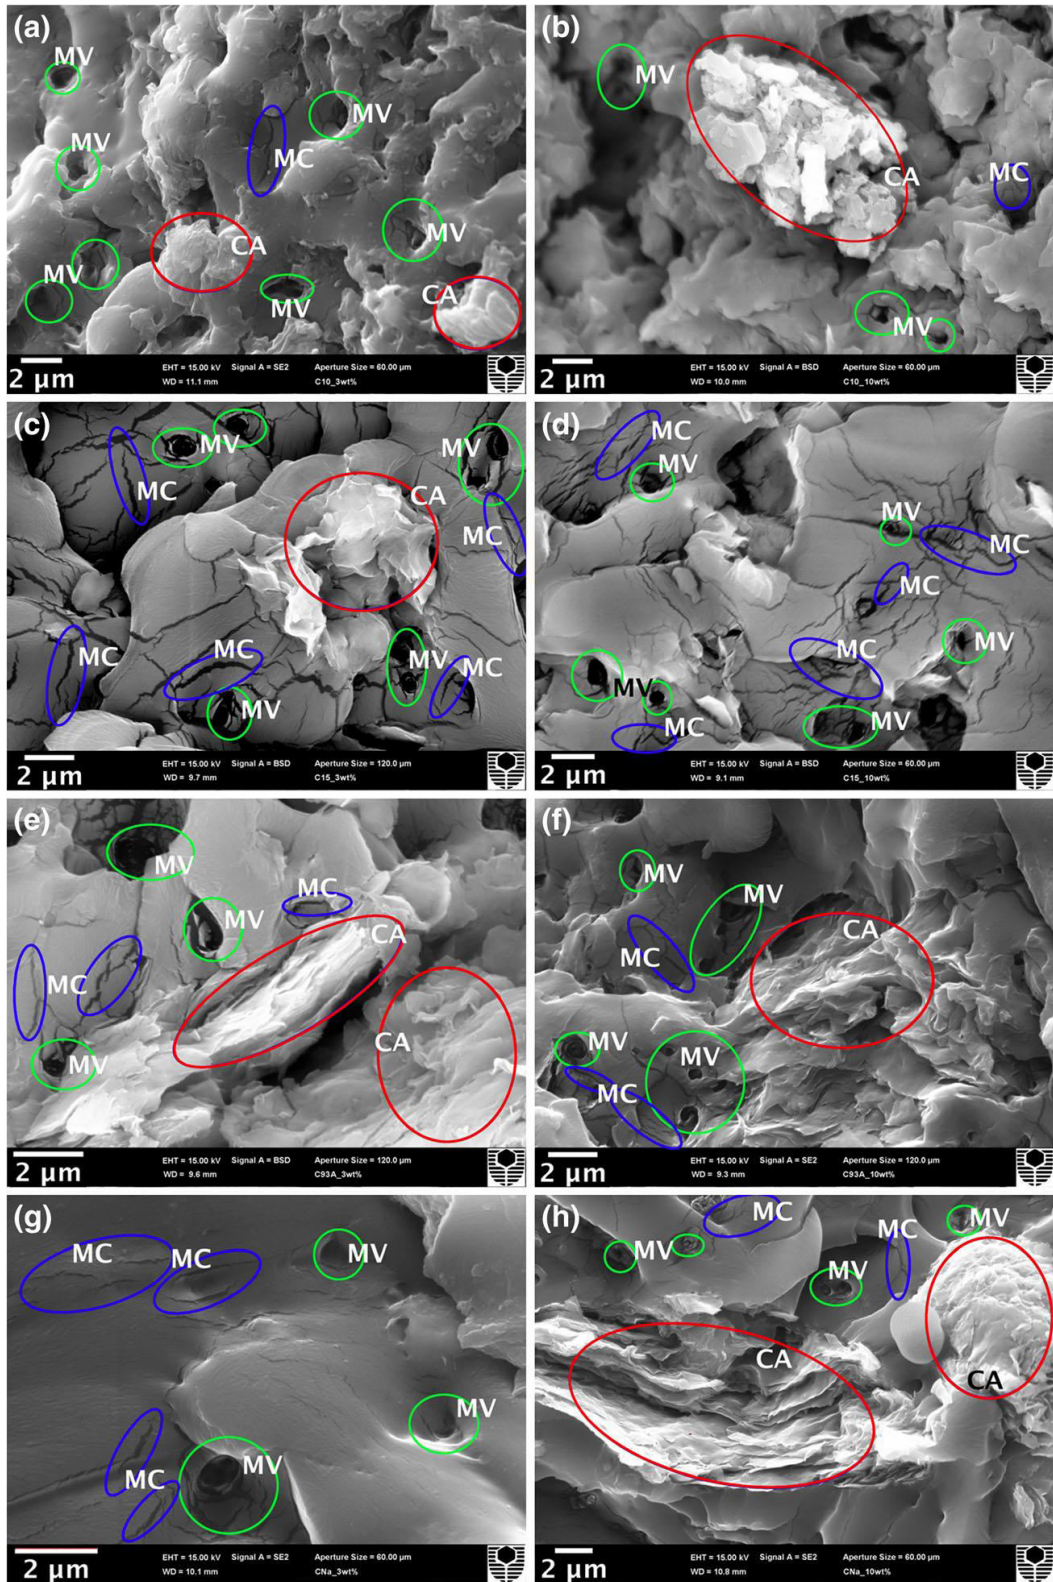 (a)
MV
MV
MC
MV
MV
CA
MV
CA
MV
2 μm
EHT = 15.00 kV Signal A = SE2 Aperture Size = 60.00 μm
WD = 11.1 mm C10_3wt%
(b)
MV
CA
MC
MV
2 μm
EHT = 15.00 kV Signal A = BSD Aperture Size = 60.00 μm
WD = 10.0 mm C10_10wt%
(c)
MV
MV
MC
CA
MC
MC
MC
MV
MC
MV
2 μm
EHT = 15.00 kV Signal A = BSD Aperture Size = 120.0 μm
WD = 9.7 mm C15_3wt%
(d)
MC
MV
MV
MC
MC
MV
MC
MV
MV
MC
2 μm
EHT = 15.00 kV Signal A = BSD Aperture Size = 60.00 μm
WD = 9.1 mm C15_10wt%
(e)
MV
MC
MV
CA
MC
CA
MV
2 μm
EHT = 15.00 kV Signal A = BSD Aperture Size = 120.0 μm
WD = 9.6 mm C93A_3wt%
(f)
MV
MV
CA
MC
MV
MV
MC
2 μm
EHT = 15.00 kV Signal A = SE2 Aperture Size = 120.0 μm
WD = 9.3 mm C93A_10wt%
(g)
MC
MC
MV
MV
MV
MC
2 μm
EHT = 15.00 kV Signal A = SE2 Aperture Size = 60.00 μm
WD = 10.1 mm CNa_3wt%
(h)
MC
MV
MV
MC
MV
CA
CA
2 μm
EHT = 15.00 kV Signal A = SE2 Aperture Size = 60.00 μm
WD = 10.8 mm CNa_10wt%